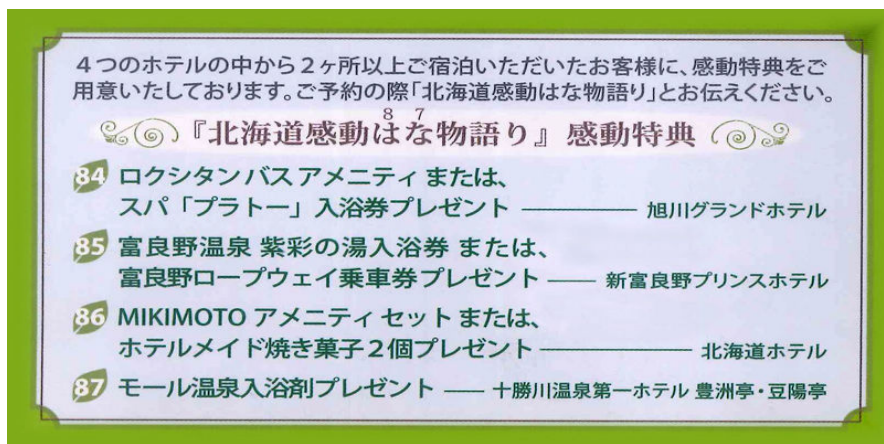 4つのホテルの中から2ヶ所以上ご宿泊いただいたお客様に、感動特典をご
用意いたしております。ご予約の際「北海道感動はな物語り」とお伝えください。
8 7
『北海道感動はな物語り』感動特典
84 ロクシタン バス アメニティ または、
スパ「プラトー」入浴券プレゼント ―――― 旭川グランドホテル
85 富良野温泉 紫彩の湯入浴券 または、
富良野ロープウェイ乗車券プレゼント ―― 新富良野プリンスホテル
86 MIKIMOTO アメニティ セット または、
ホテルメイド焼き菓子2個プレゼント ―――――― 北海道ホテル
87 モール温泉入浴剤プレゼント ―― 十勝川温泉第一ホテル 豊洲亭・豆陽亭